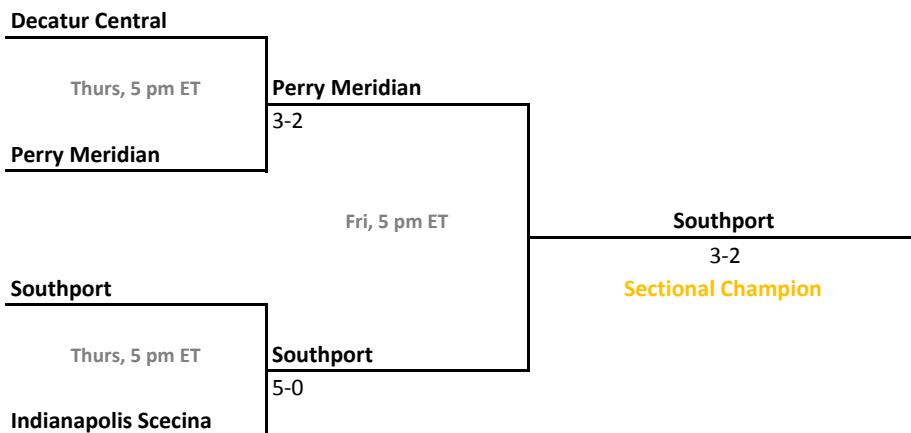 Decatur Central
Thurs, 5 pm ET
Perry Meridian
3-2
Perry Meridian
Fri, 5 pm ET
Southport
3-2
Sectional Champion
Southport
Thurs, 5 pm ET
Southport
5-0
Indianapolis Scecina